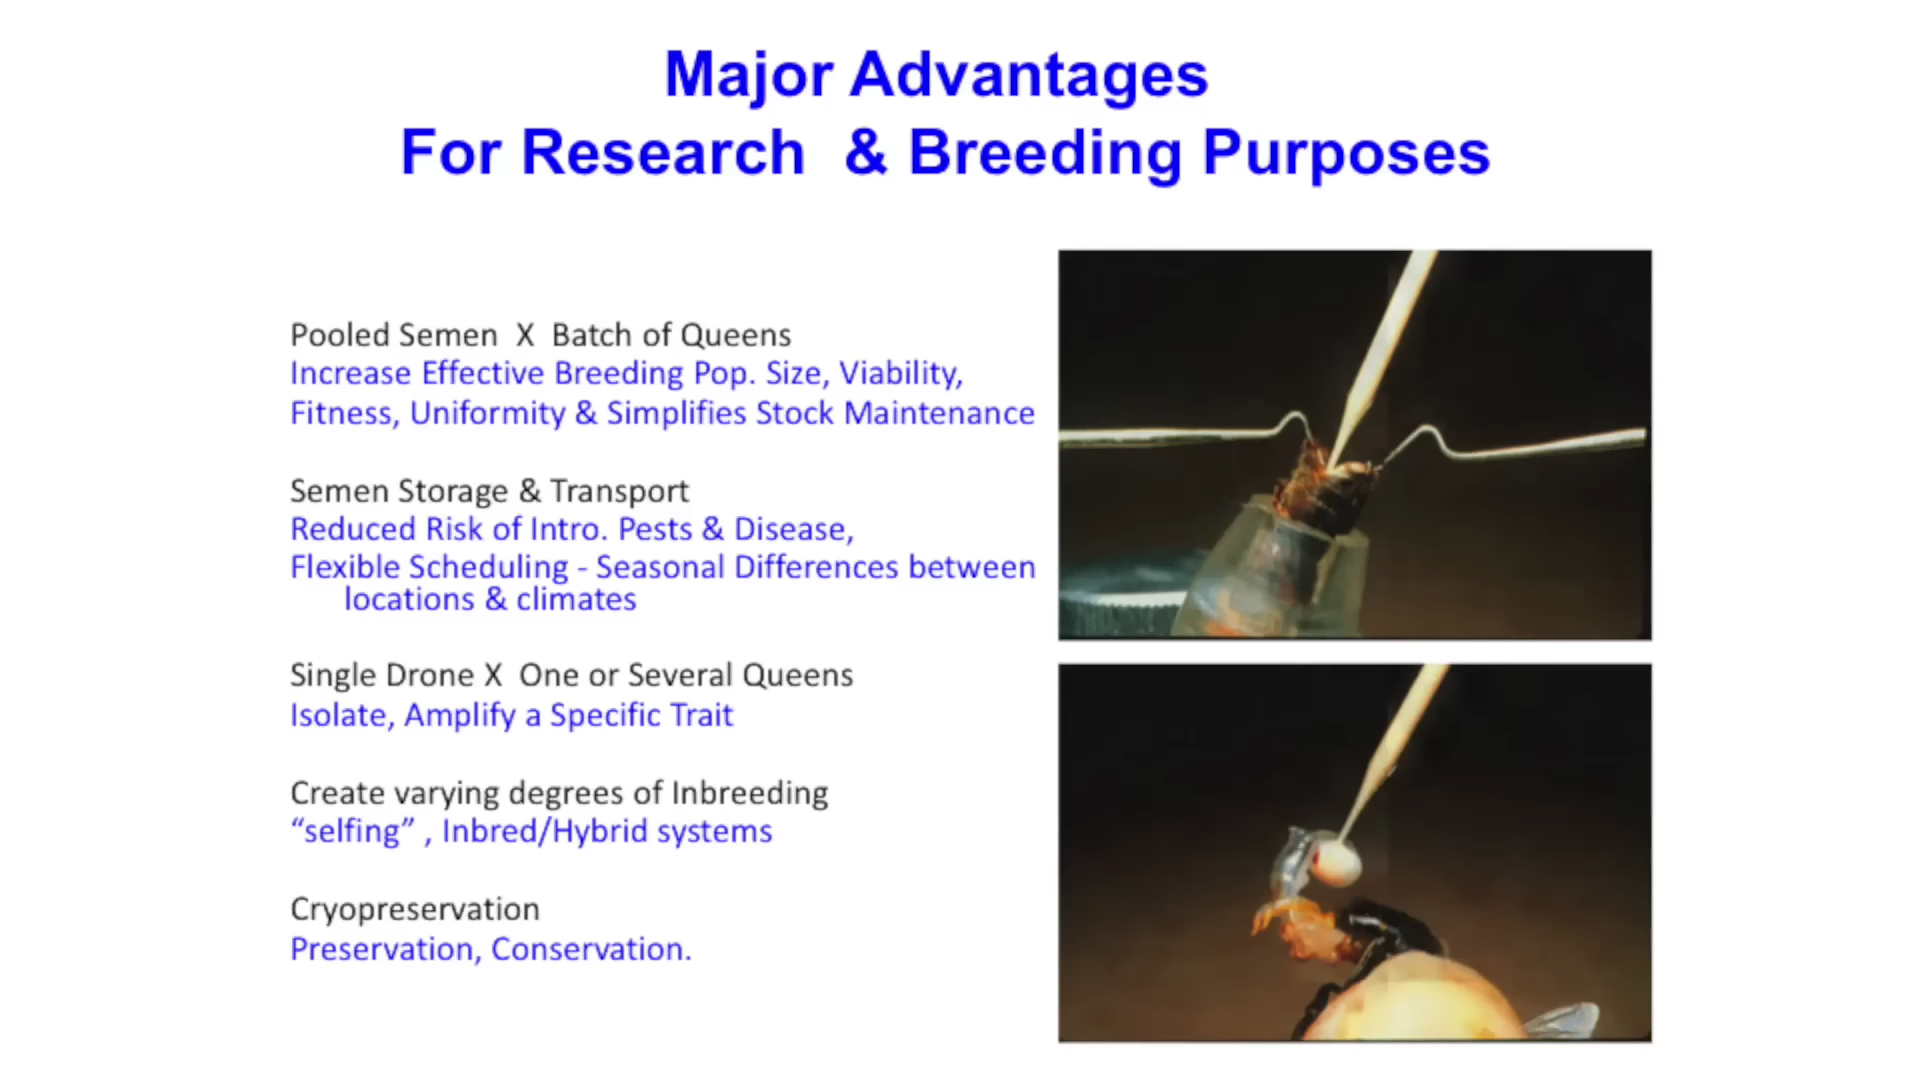 Major Advantages
For Research & Breeding Purposes
Pooled Semen X Batch of Queens
Increase Effective Breeding Pop. Size, Viability,
Fitness, Uniformity & Simplifies Stock Maintenance
Semen Storage & Transport
Reduced Risk of Intro. Pests & Disease,
Flexible Scheduling - Seasonal Differences between
locations & climates
Single Drone X One or Several Queens
Isolate, Amplify a Specific Trait
Create varying degrees of Inbreeding
“selfing” , Inbred/Hybrid systems
Cryopreservation
Preservation, Conservation.